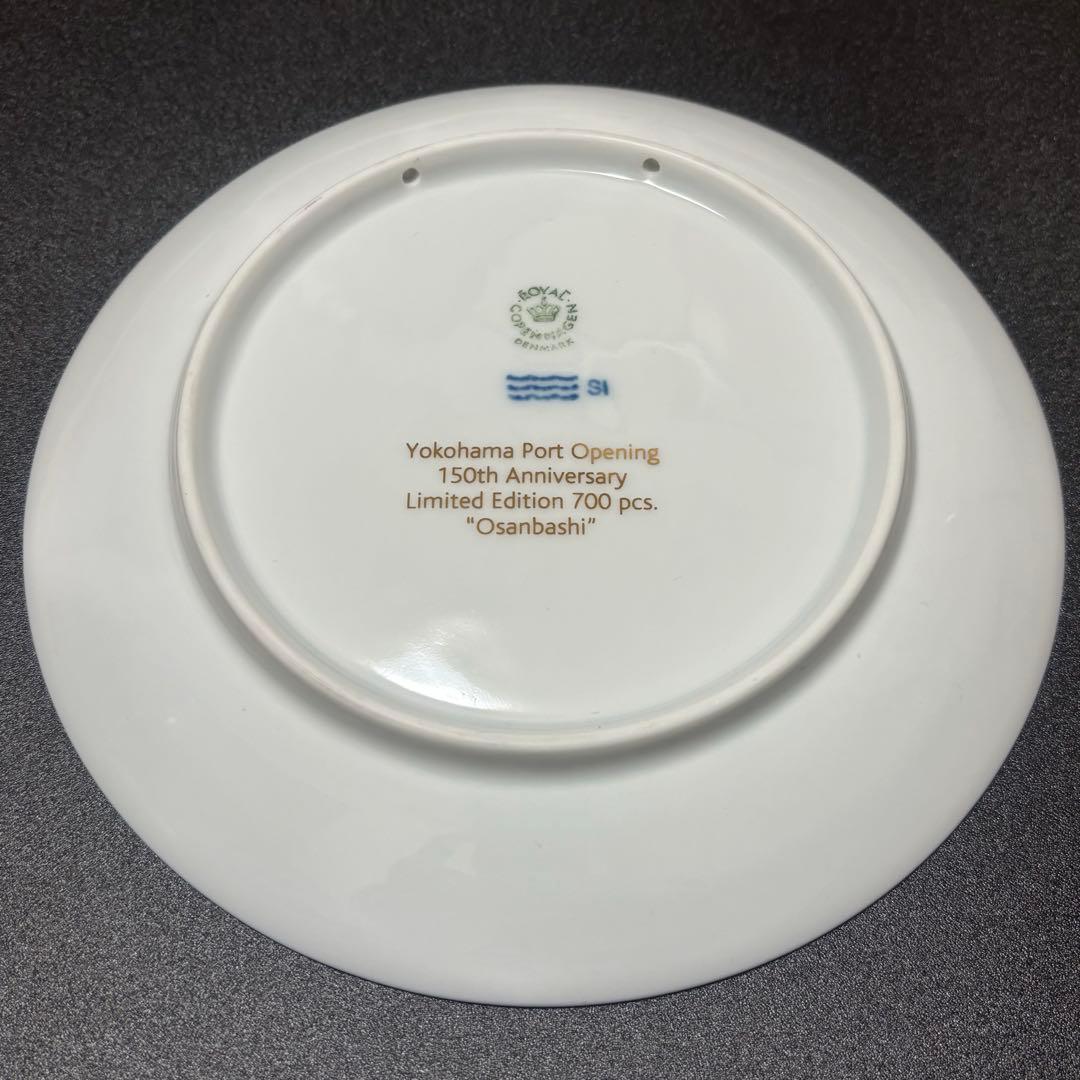 ROYAL
COPENHAGEN
DENMARK
SI
Yokohama Port Opening
150th Anniversary
Limited Edition 700 pcs.
"Osanbashi"